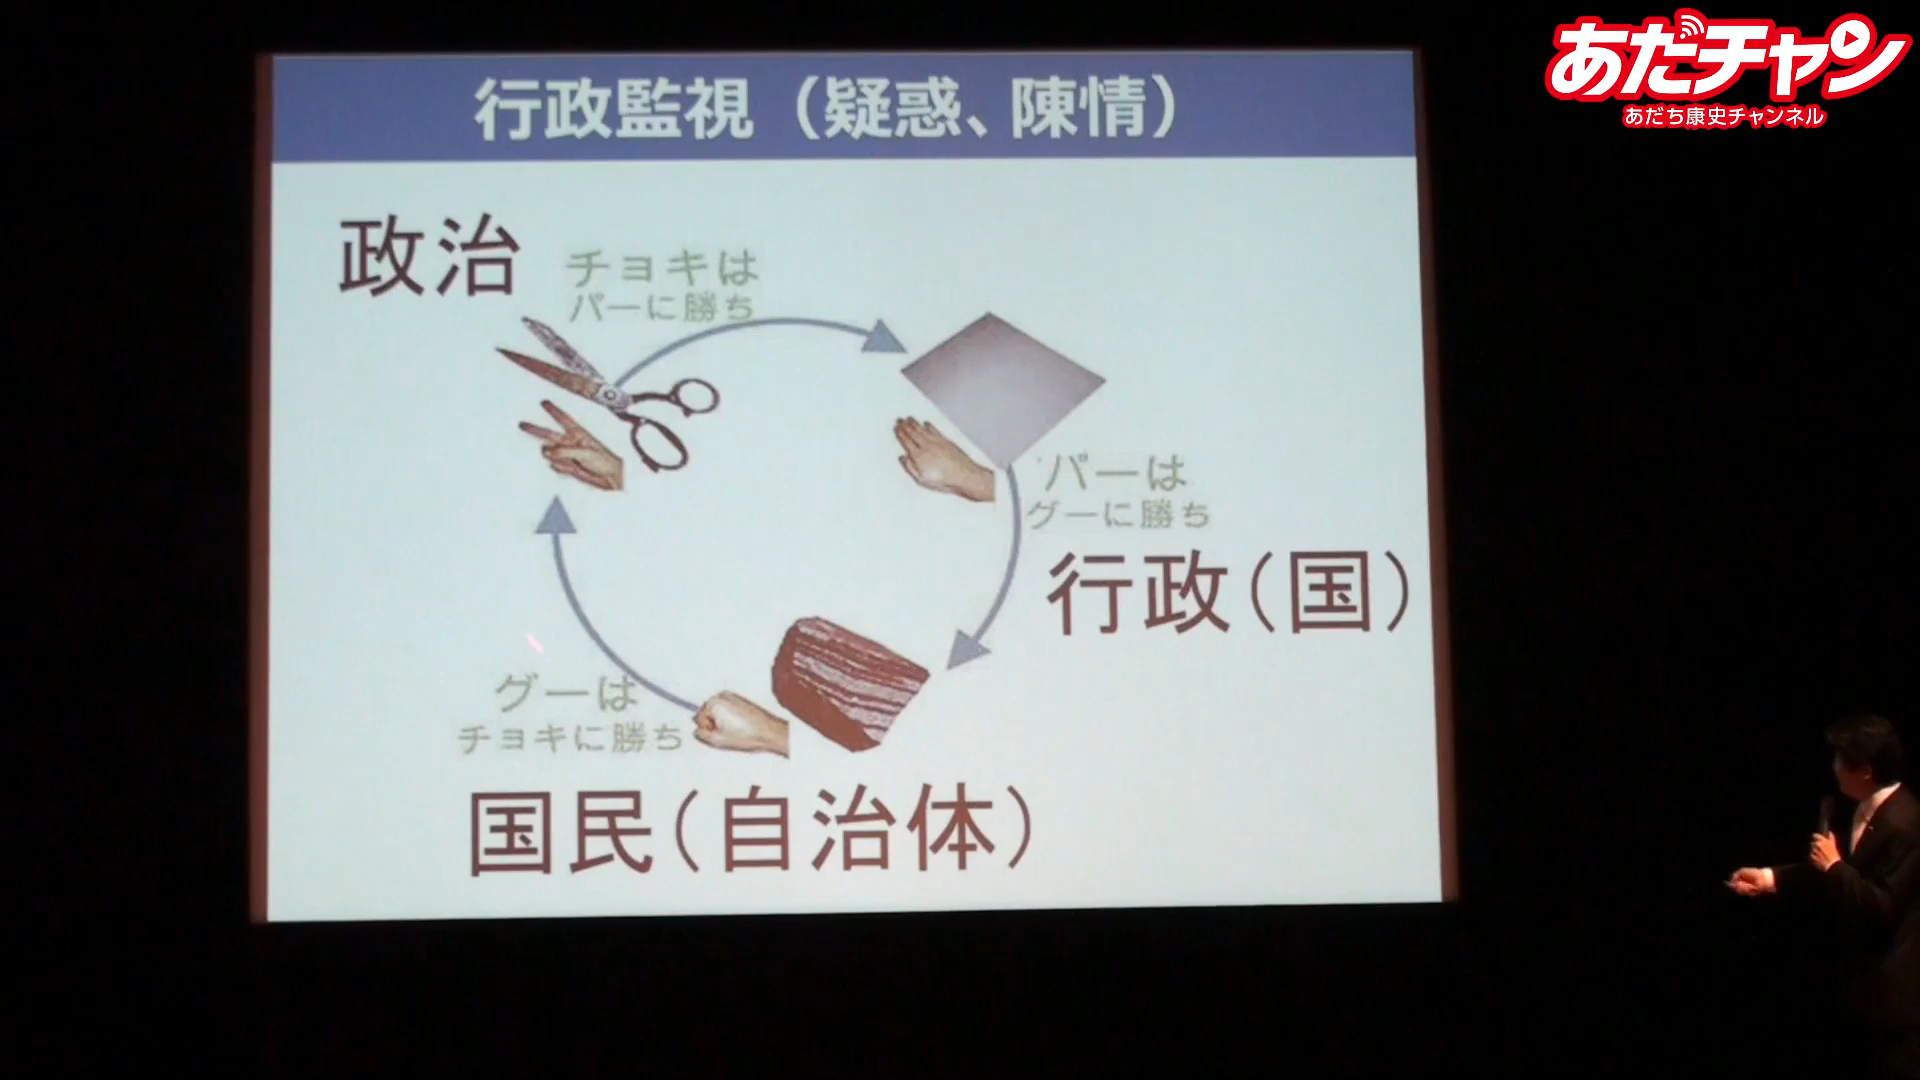 あだチャン
あだち康史チャンネル
行政監視（疑惑、陳情）
政治
チョキは
パーに勝ち
パーは
グーに勝ち
行政（国）
グーは
チョキに勝ち
国民（自治体）